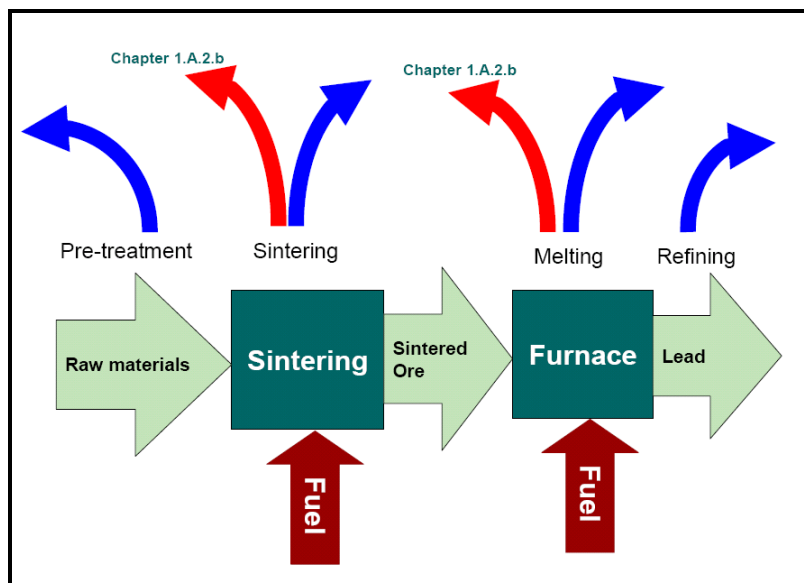 Chapter 1.A.2.b
Chapter 1.A.2.b
Pre-treatment
Sintering
Melting
Refining
Raw materials
Sintering
Sintered
Ore
Furnace
Lead
Fuel
Fuel